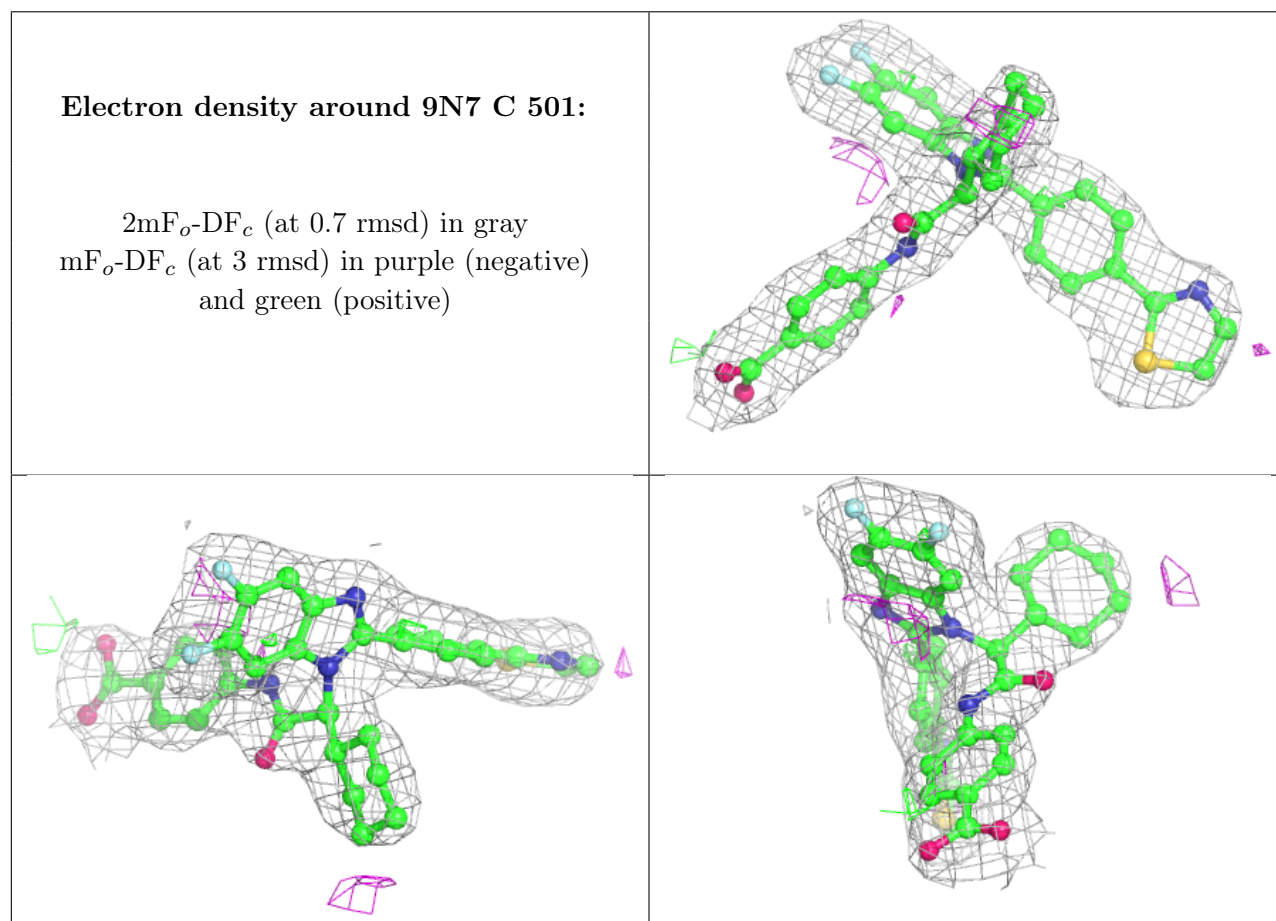 Electron density around 9N7 C 501:
2mFₒ-DF𝒸 (at 0.7 rmsd) in gray
mFₒ-DF𝒸 (at 3 rmsd) in purple (negative)
and green (positive)